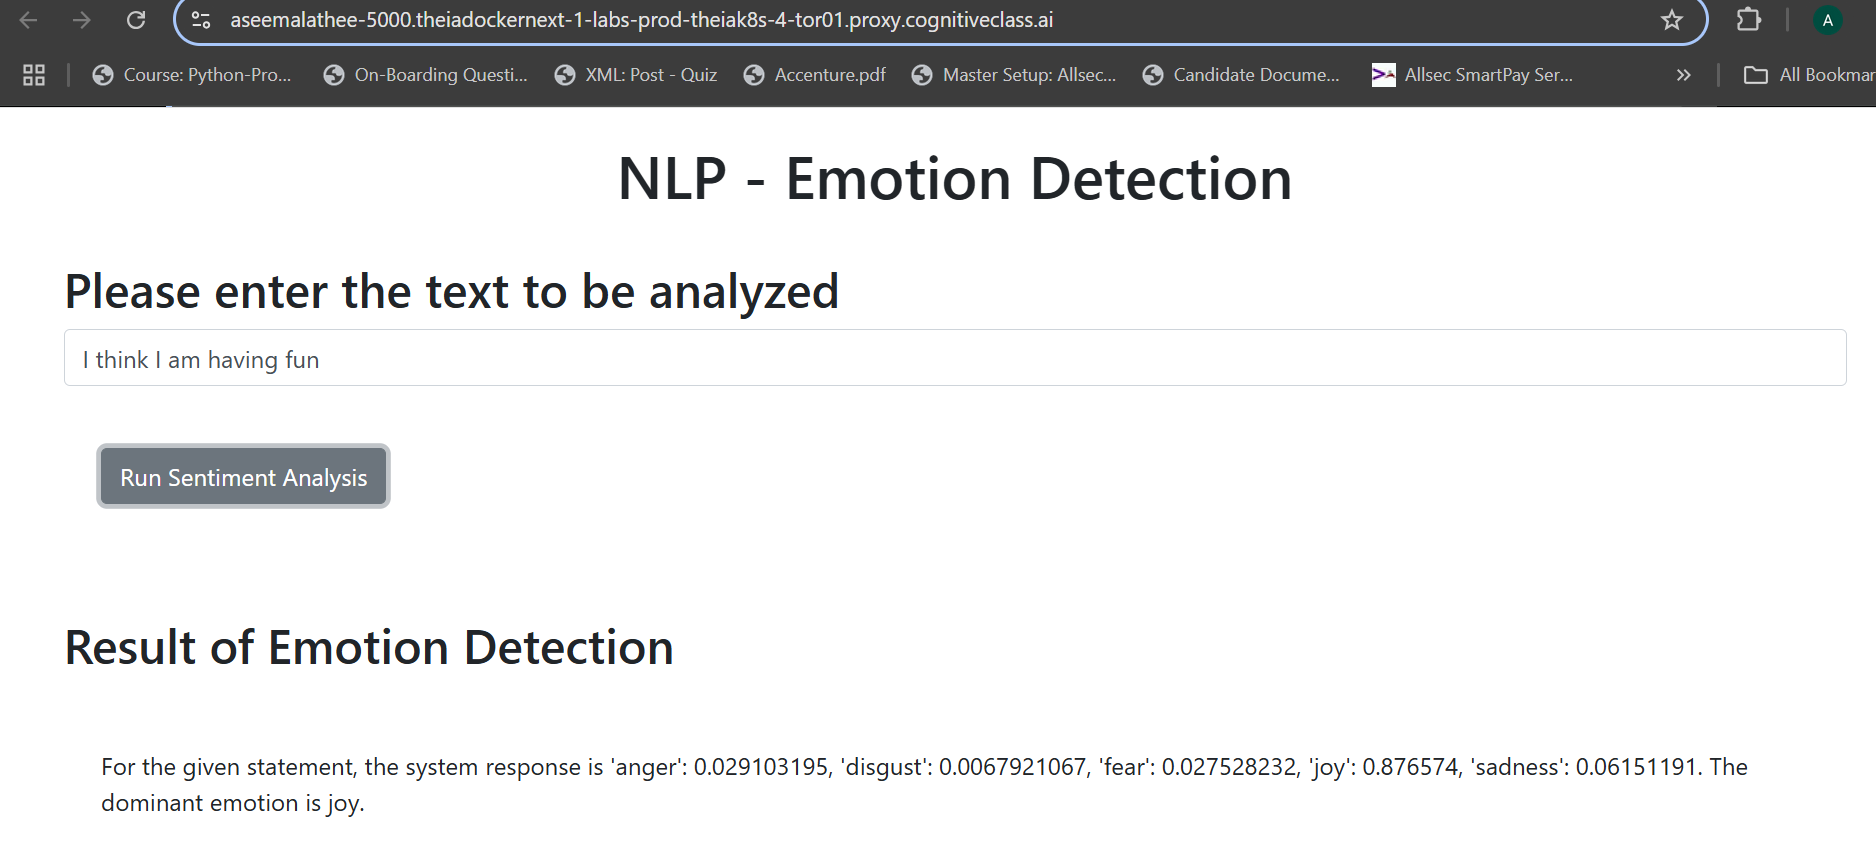 aseemalathee-5000.theiadockernext-1-labs-prod-theiak8s-4-tor01.proxy.cognitiveclass.ai
A
Course: Python-Pro... On-Boarding Questi... XML: Post - Quiz Accenture.pdf Master Setup: Allsec... Candidate Docume... Allsec SmartPay Ser... » All Bookmar
NLP - Emotion Detection
Please enter the text to be analyzed
I think I am having fun
Run Sentiment Analysis
Result of Emotion Detection
For the given statement, the system response is 'anger': 0.029103195, 'disgust': 0.0067921067, 'fear': 0.027528232, 'joy': 0.876574, 'sadness': 0.06151191. The
dominant emotion is joy.